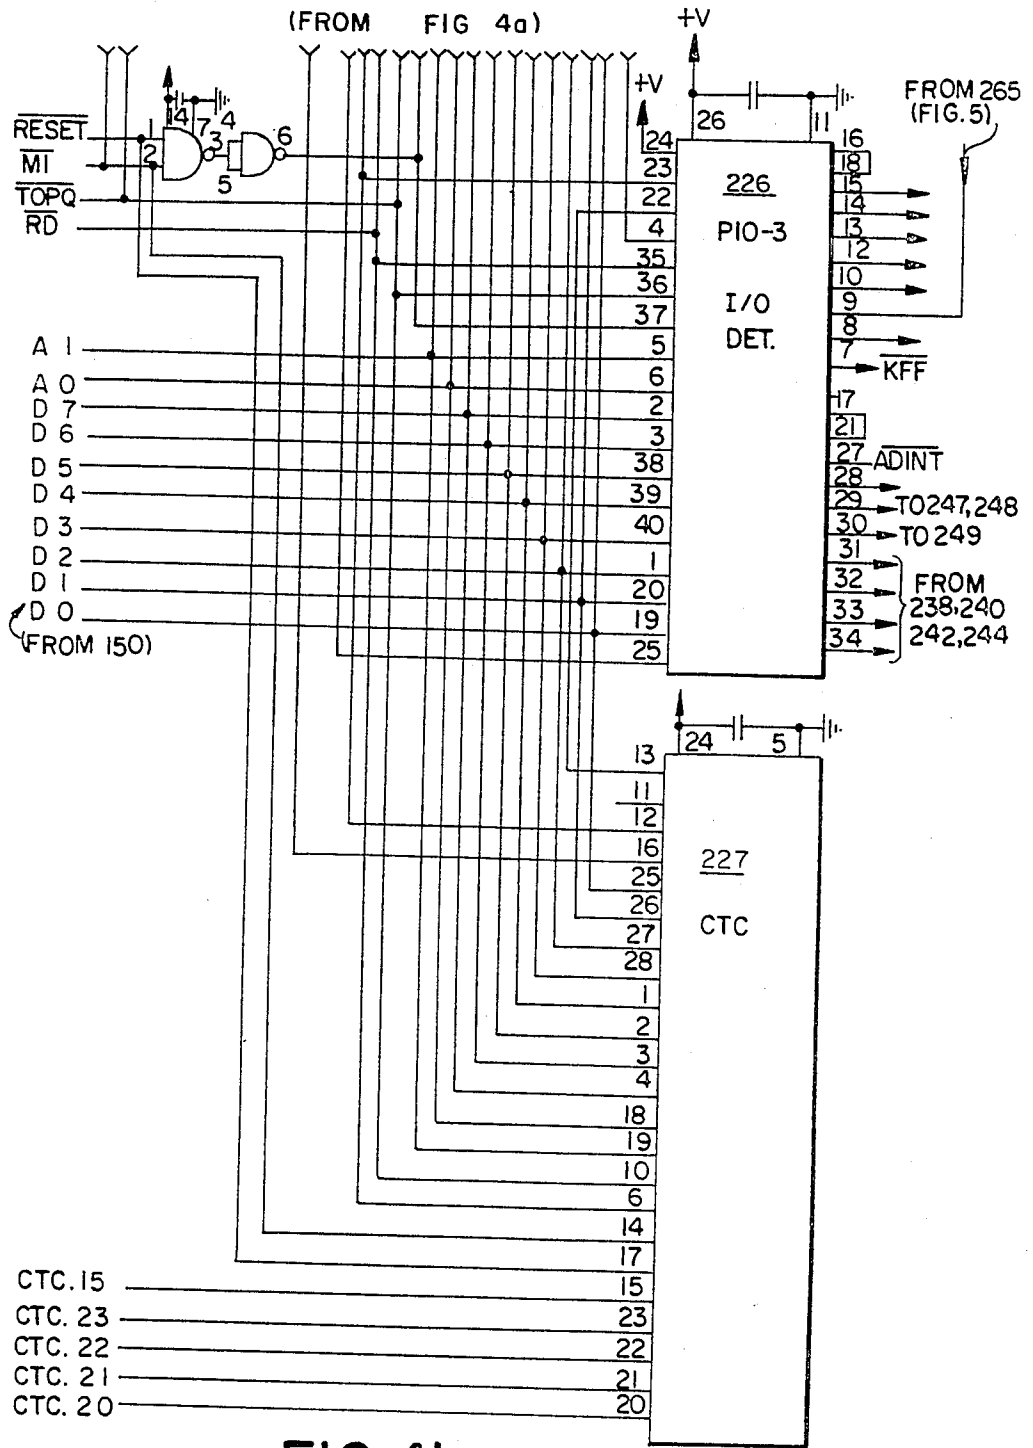 (FROM FIG 4a)
+V
+V
FROM 265
(FIG.5)
RESET
MI
TOPQ
RD
1
2
14
7
3
4
5
6
24
23
22
4
35
36
37
5
6
2
3
38
39
40
1
20
19
25
26
11
226
PIO-3
I/O
DET.
16
18
15
14
13
12
10
9
8
7
KFF
17
21
27 ADINT
28
29 TO 247,248
30 TO 249
31
32
33
34
FROM
238,240
242,244
A 1
A 0
D 7
D 6
D 5
D 4
D 3
D 2
D 1
D 0
(FROM 150)
24
5
227
CTC
13
11
12
16
25
26
27
28
1
2
3
4
18
19
10
6
14
17
15
23
22
21
20
CTC. 15
CTC. 23
CTC. 22
CTC. 21
CTC. 20